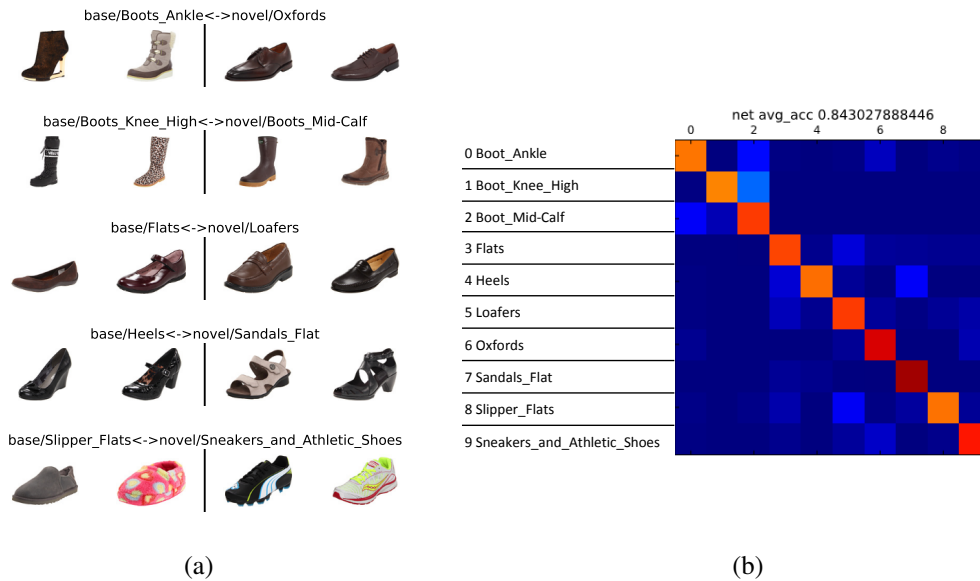 base/Boots_Ankle<->novel/Oxfords
base/Boots_Knee_High<->novel/Boots_Mid-Calf
base/Flats<->novel/Loafers
base/Heels<->novel/Sandals_Flat
base/Slipper_Flats<->novel/Sneakers_and_Athletic_Shoes
(a)
net avg_acc 0.843027888446
0 2 4 6 8
0 Boot_Ankle
1 Boot_Knee_High
2 Boot_Mid-Calf
3 Flats
4 Heels
5 Loafers
6 Oxfords
7 Sandals_Flat
8 Slipper_Flats
9 Sneakers_and_Athletic_Shoes
(b)